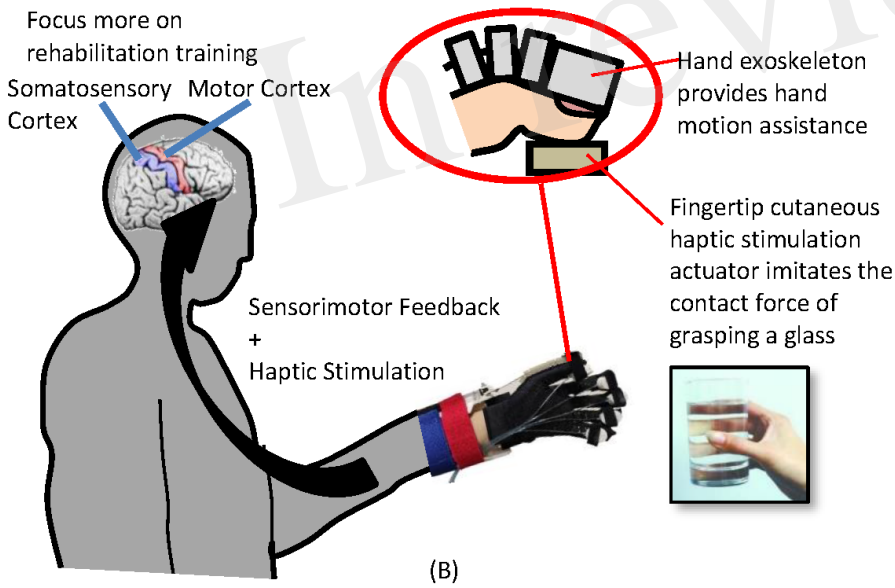 Focus more on
rehabilitation training
Somatosensory Motor Cortex
Cortex
Hand exoskeleton
provides hand
motion assistance
Fingertip cutaneous
haptic stimulation
actuator imitates the
contact force of
grasping a glass
Sensorimotor Feedback
+
Haptic Stimulation
(B)